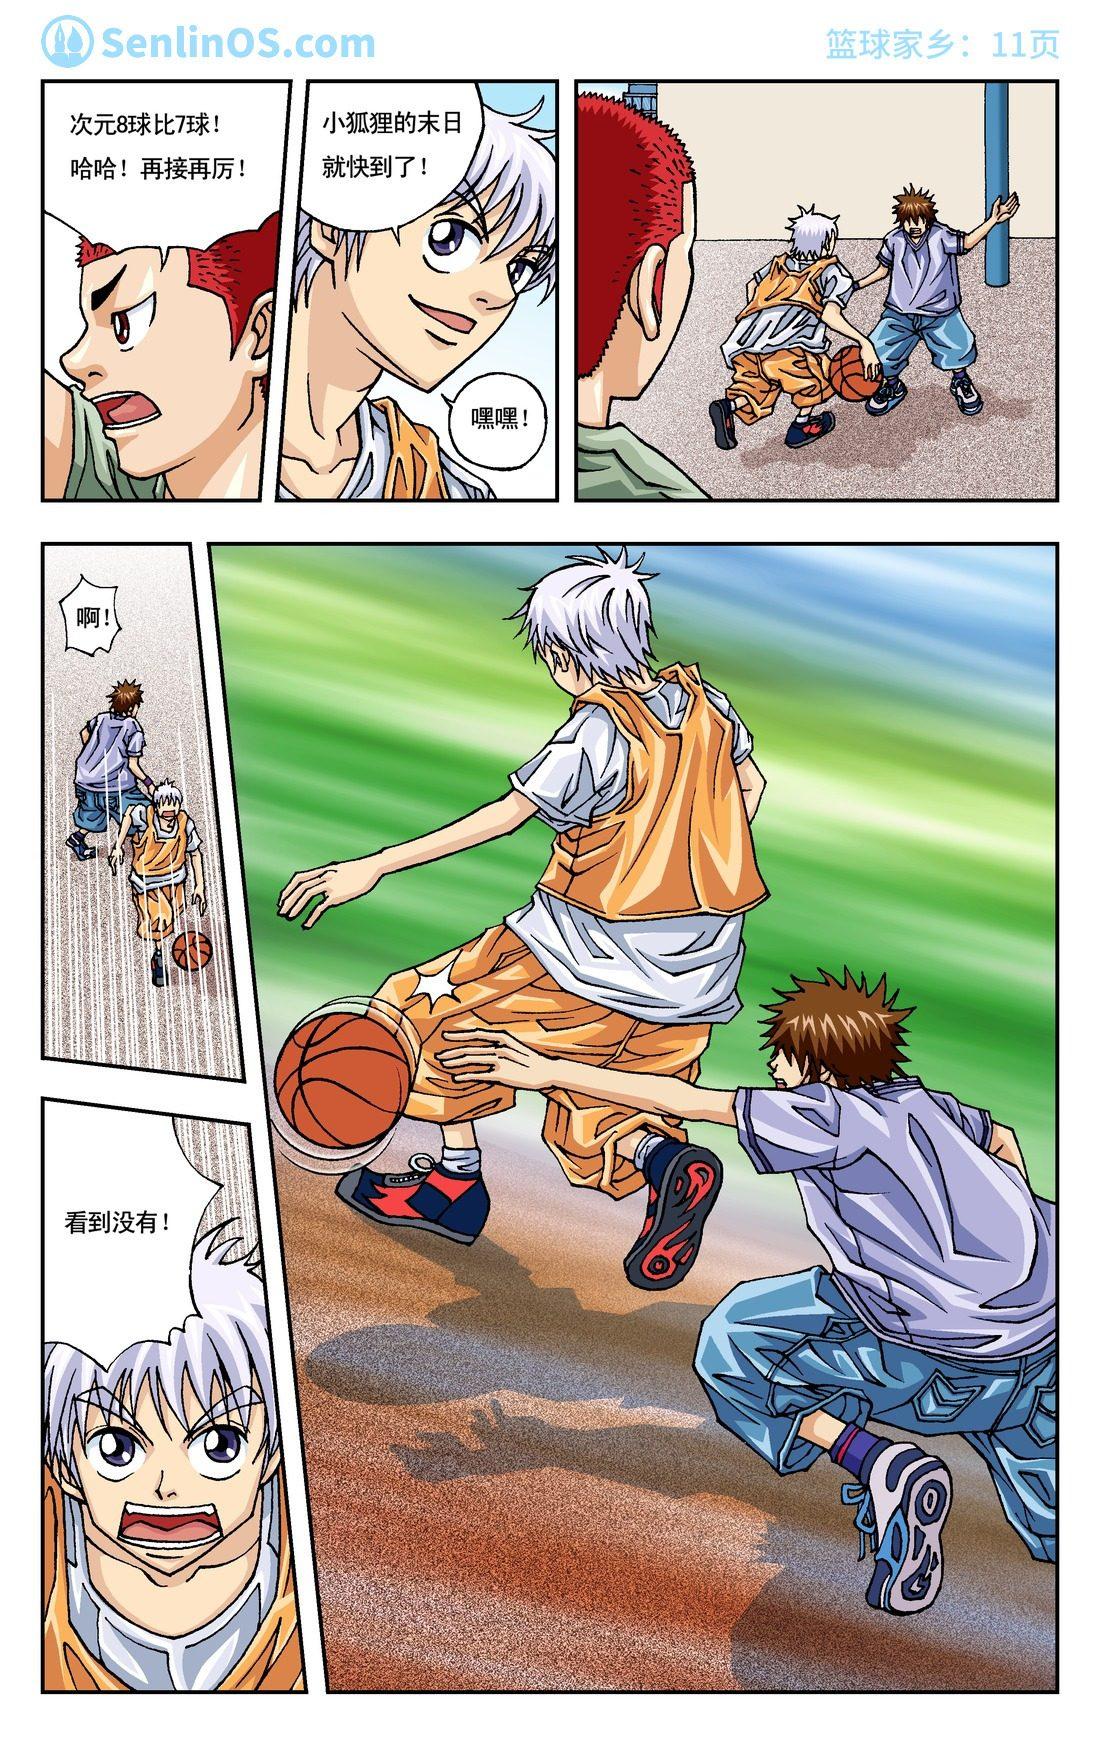 SenlinOS.com
篮球家乡：11页
次元8球比7球！
哈哈！再接再厉！
小狐狸的末日
就快到了！
嘿嘿！
啊！
看到没有！